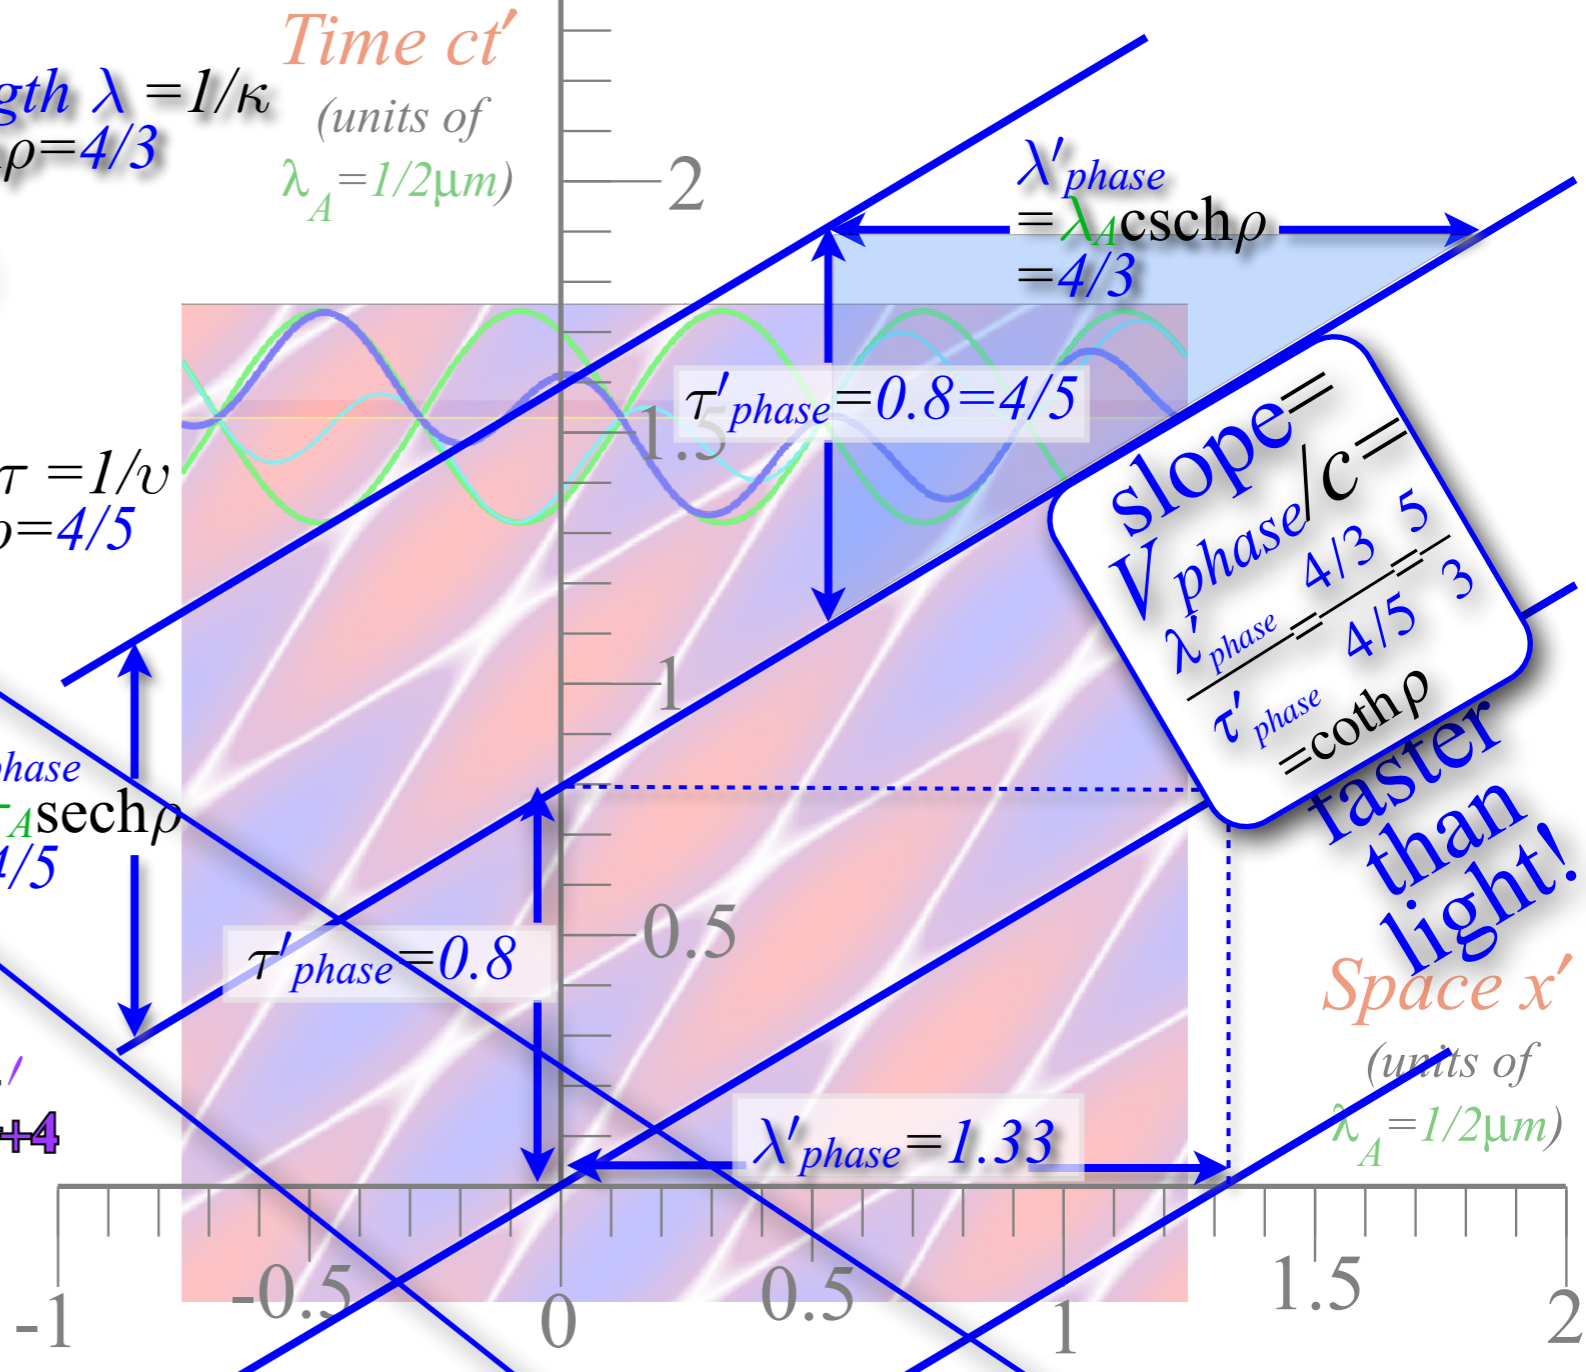 Time ct′
(units of
λA=1/2μm)
gth λ =1/κ
ρ=4/3
2
λ′phase
=λAcschρ
=4/3
τ′phase=0.8=4/5
1.5
slope=
Vphase/c=
λ′phase/τ′phase=4/3/4/5=5/3
=cothρ
faster
than
light!
τ =1/υ
ρ=4/5
1
hase
τAsechρ
4/5
0.5
τ′phase=0.8
λ′phase=1.33
Space x′
(units of
λA=1/2μm)
′
+4
-1
-0.5
0
0.5
1
1.5
2